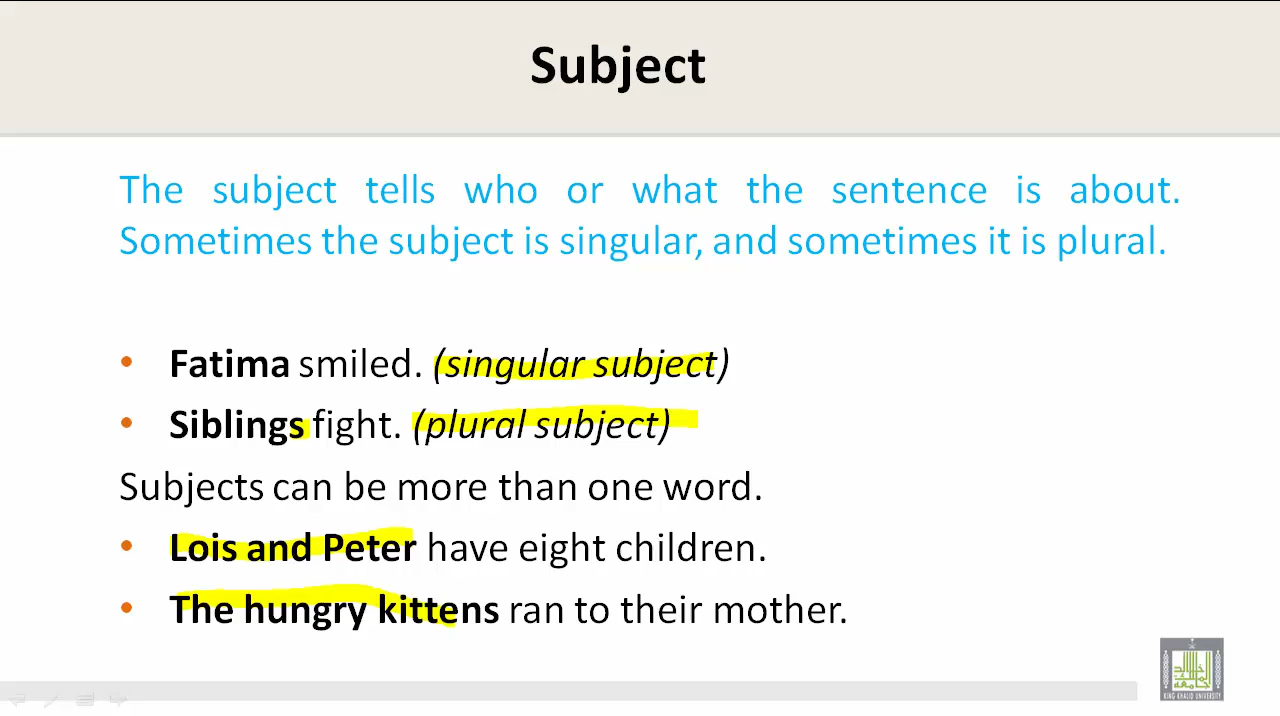 Subject
The subject tells who or what the sentence is about.
Sometimes the subject is singular, and sometimes it is plural.
• Fatima smiled. (singular subject)
• Siblings fight. (plural subject)
Subjects can be more than one word.
• Lois and Peter have eight children.
• The hungry kittens ran to their mother.
KING KHALID UNIVERSITY